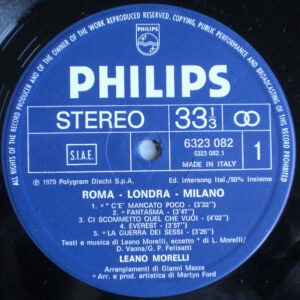 ALL RIGHTS OF THE RECORD PRODUCER AND OF THE OWNER OF THE WORK RESERVED. COPYING, PUBLIC PERFORMANCE AND BROADCASTING OF THIS RECORD PROHIBITED
PHILIPS
PHILIPS
STEREO
33 1/3
S.I.A.E.
6323 082
6323 082.1
MADE IN ITALY
1
℗ 1979 Polygram Dischi S.p.A.
Ed. Intersong Ital./50% Insieme
ROMA - LONDRA - MILANO
1. °* C'E' MANCATO POCO - (3'22")
2. °* FANTASMA - (3'47")
3. CI SCOMMETTO QUEL CHE VUOI - (4'02")
4. EVEREST - (3'57")
5. °* LA GUERRA DEI SESSI - (3'26")
Testi e musica di Leano Morelli, eccetto * di L. Morelli/
D. Vaona/G. P. Felisatti
LEANO MORELLI
Arrangiamenti di Gianni Mazza
° Arr. e prod. artistica di Martyn Ford